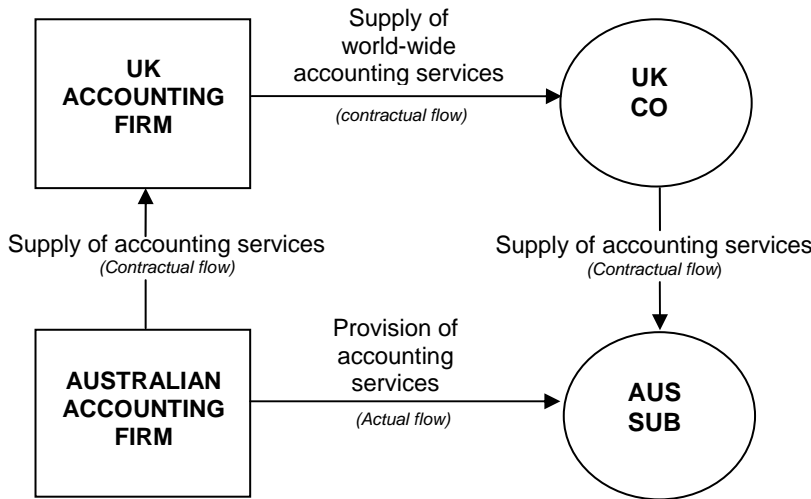 Supply of
world-wide
accounting services
(contractual flow)
UK
ACCOUNTING
FIRM
UK
CO
Supply of accounting services
(Contractual flow)
Supply of accounting services
(Contractual flow)
Provision of
accounting
services
(Actual flow)
AUSTRALIAN
ACCOUNTING
FIRM
AUS
SUB